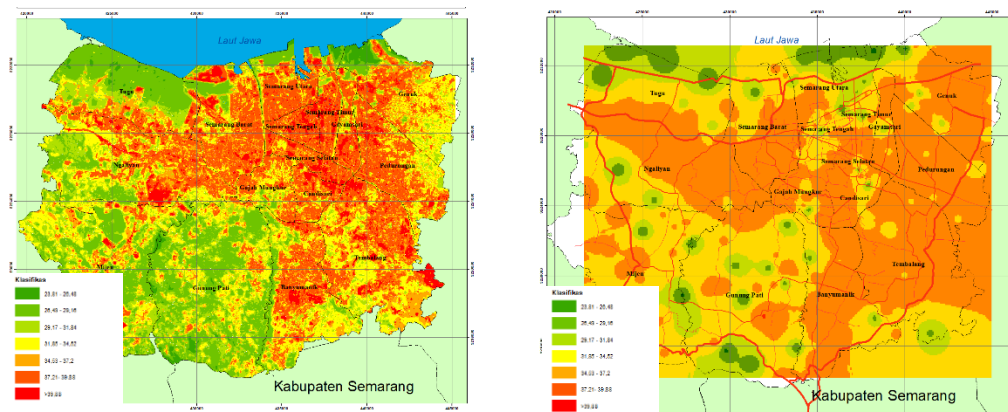 Laut Jawa
Tugu
Semarang Utara
Genuk
Semarang Barat
Semarang Tengah
Semarang Timur
Gayamsari
Ngaliyan
Semarang Selatan
Pedurungan
Gajah Mungkur
Candisari
Mijen
Gunung Pati
Tembalang
Banyumanik
Klasifikasi
23,81 - 26,48
26,49 - 29,16
29,17 - 31,84
31,85 - 34,52
34,53 - 37,2
37,21- 39,88
>39,88
Kabupaten Semarang
Laut Jawa
Tugu
Semarang Utara
Genuk
Semarang Barat
Semarang Tengah
Semarang Timur
Gayamsari
Ngaliyan
Semarang Selatan
Pedurungan
Gajah Mungkur
Candisari
Mijen
Gunung Pati
Tembalang
Banyumanik
Klasifikasi
23,81 - 26,48
26,49 - 29,16
29,17 - 31,84
31,85 - 34,52
34,53 - 37,2
37,21- 39,88
>39,88
Kabupaten Semarang